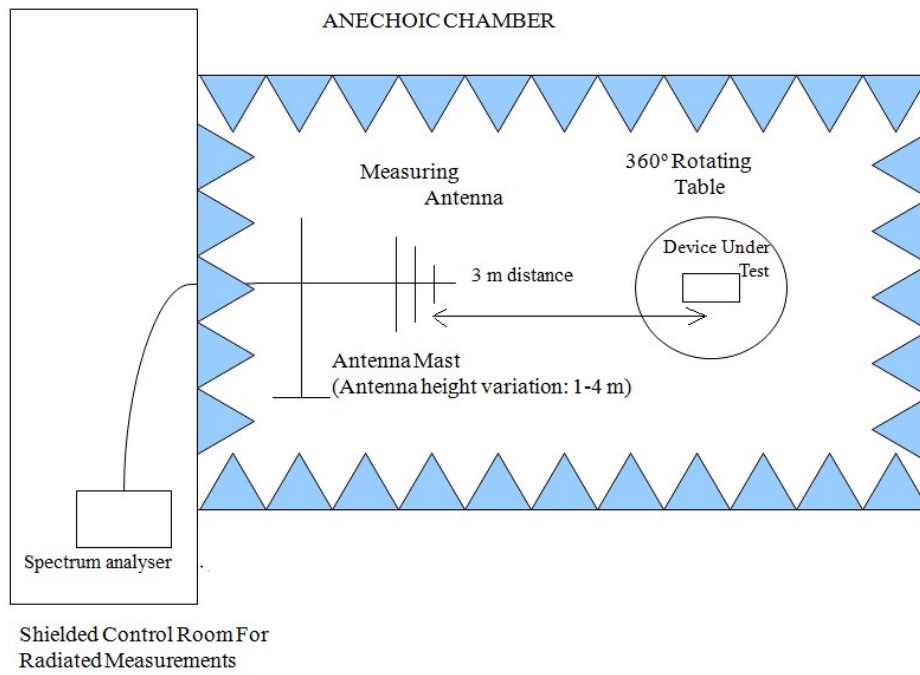 ANECHOIC CHAMBER
Measuring
Antenna
360° Rotating
Table
Device Under
Test
3 m distance
Antenna Mast
(Antenna height variation: 1-4 m)
Spectrum analyser
Shielded Control Room For
Radiated Measurements